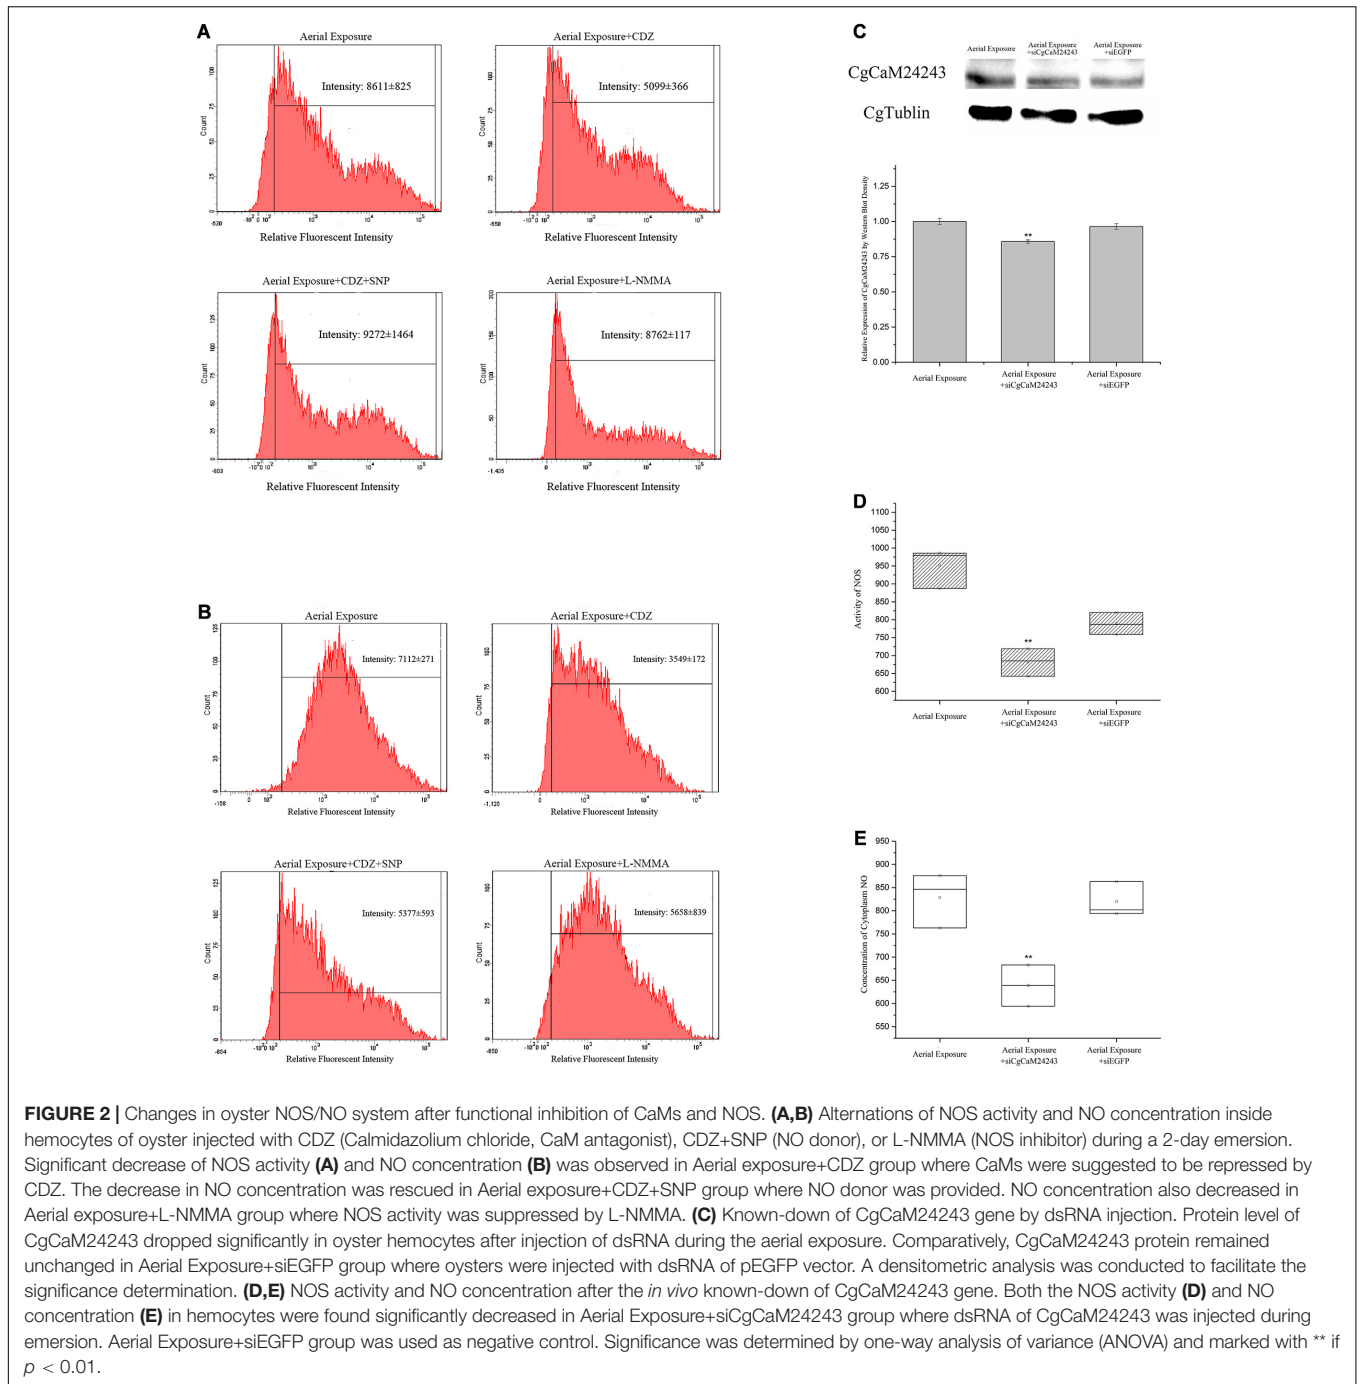 A
Aerial Exposure
Intensity: 8611±825
Count
Relative Fluorescent Intensity
Aerial Exposure+CDZ
Intensity: 5099±366
Count
Relative Fluorescent Intensity
Aerial Exposure+CDZ+SNP
Intensity: 9272±1464
Count
Relative Fluorescent Intensity
Aerial Exposure+L-NMMA
Intensity: 8762±117
Count
Relative Fluorescent Intensity
B
Aerial Exposure
Intensity: 7112±271
Count
Relative Fluorescent Intensity
Aerial Exposure+CDZ
Intensity: 3549±172
Count
Relative Fluorescent Intensity
Aerial Exposure+CDZ+SNP
Intensity: 5377±593
Count
Relative Fluorescent Intensity
Aerial Exposure+L-NMMA
Intensity: 5658±839
Count
Relative Fluorescent Intensity
C
Aerial Exposure
Aerial Exposure
+siCgCaM24243
Aerial Exposure
+siEGFP
CgCaM24243
CgTublin
Relative Expression of CgCaM24243 by Western Blot Density
1.25
1.00
0.75
0.50
0.25
0.00
**
Aerial Exposure
Aerial Exposure
+siCgCaM24243
Aerial Exposure
+siEGFP
D
Activity of NOS
1100
1050
1000
950
900
850
800
750
700
650
600
**
Aerial Exposure
Aerial Exposure
+siCgCaM24243
Aerial Exposure
+siEGFP
E
Concentration of Cytoplasm NO
950
900
850
800
750
700
650
600
550
**
Aerial Exposure
Aerial Exposure
+siCgCaM24243
Aerial Exposure
+siEGFP
FIGURE 2 | Changes in oyster NOS/NO system after functional inhibition of CaMs and NOS. (A,B) Alternations of NOS activity and NO concentration inside
hemocytes of oyster injected with CDZ (Calmidazolium chloride, CaM antagonist), CDZ+SNP (NO donor), or L-NMMA (NOS inhibitor) during a 2-day emersion.
Significant decrease of NOS activity (A) and NO concentration (B) was observed in Aerial exposure+CDZ group where CaMs were suggested to be repressed by
CDZ. The decrease in NO concentration was rescued in Aerial exposure+CDZ+SNP group where NO donor was provided. NO concentration also decreased in
Aerial exposure+L-NMMA group where NOS activity was suppressed by L-NMMA. (C) Known-down of CgCaM24243 gene by dsRNA injection. Protein level of
CgCaM24243 dropped significantly in oyster hemocytes after injection of dsRNA during the aerial exposure. Comparatively, CgCaM24243 protein remained
unchanged in Aerial Exposure+siEGFP group where oysters were injected with dsRNA of pEGFP vector. A densitometric analysis was conducted to facilitate the
significance determination. (D,E) NOS activity and NO concentration after the in vivo known-down of CgCaM24243 gene. Both the NOS activity (D) and NO
concentration (E) in hemocytes were found significantly decreased in Aerial Exposure+siCgCaM24243 group where dsRNA of CgCaM24243 was injected during
emersion. Aerial Exposure+siEGFP group was used as negative control. Significance was determined by one-way analysis of variance (ANOVA) and marked with ** if
p < 0.01.